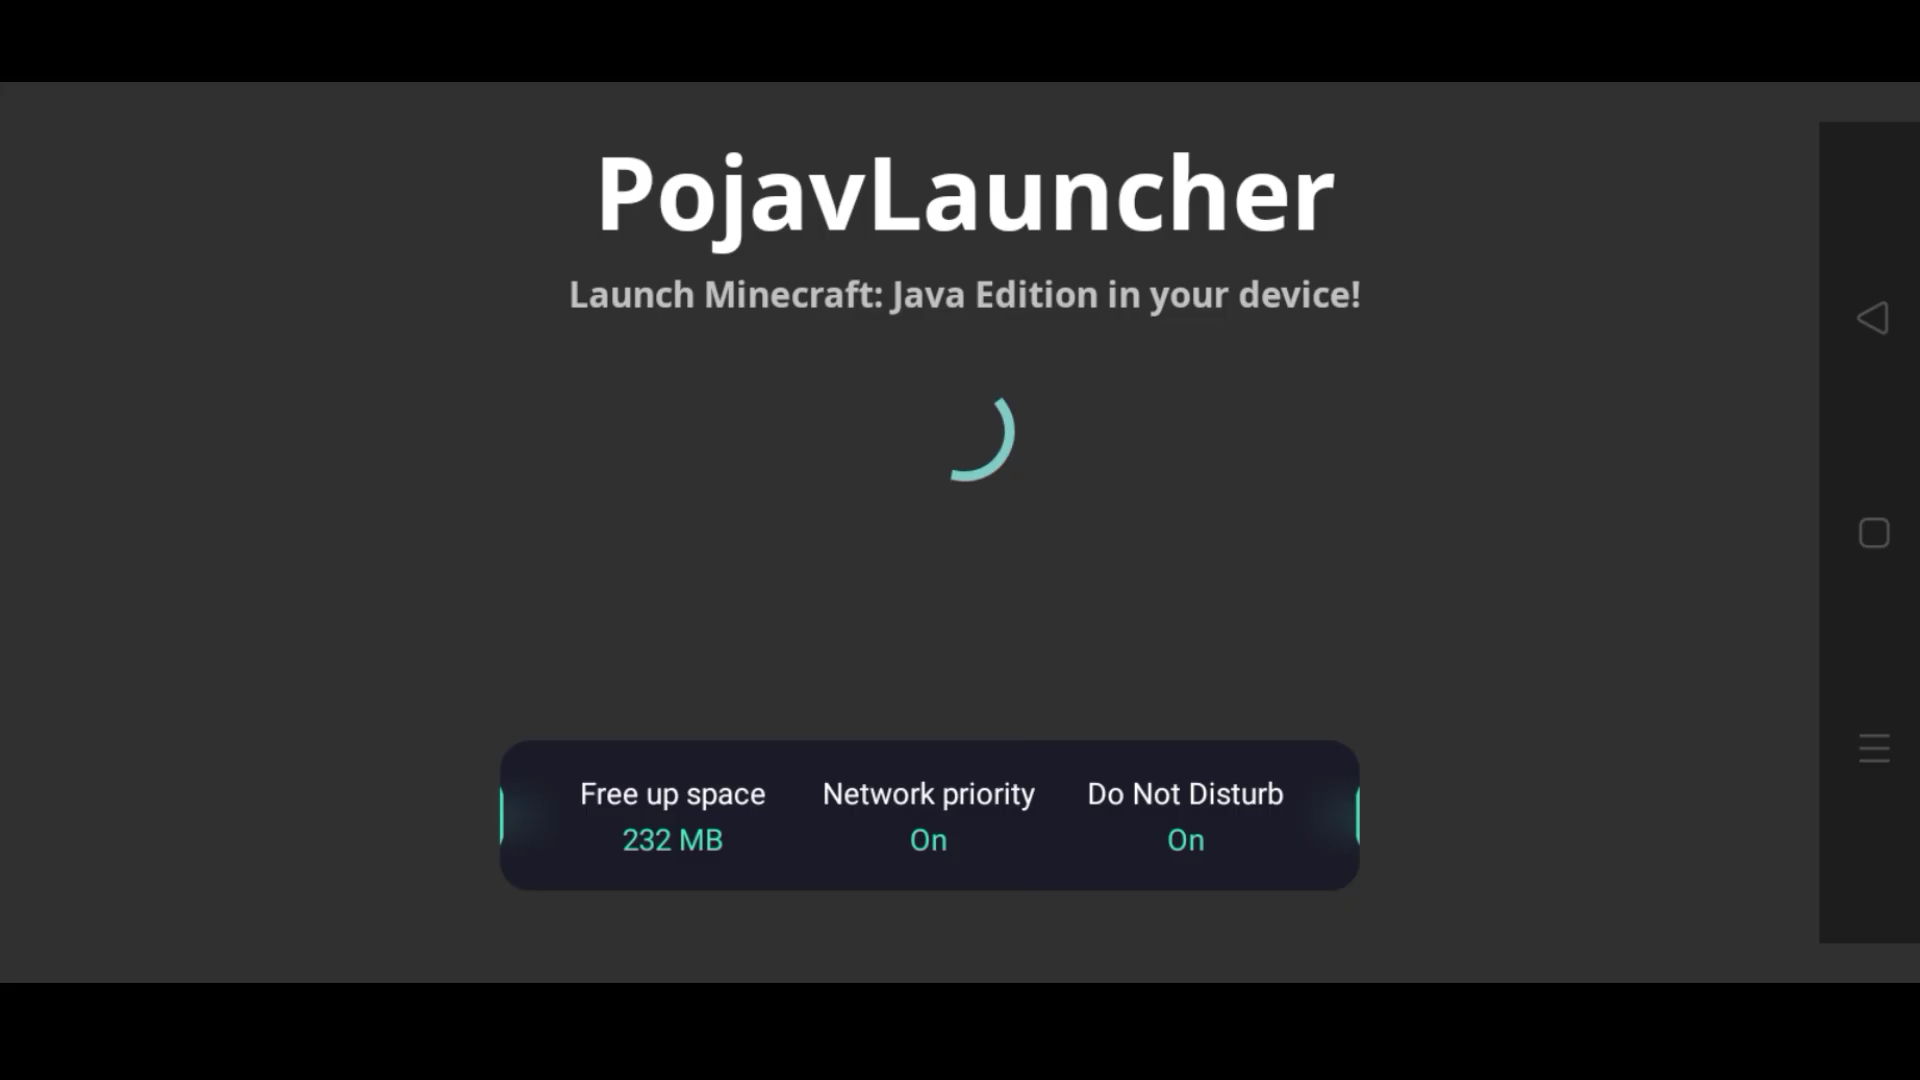 PojavLauncher
Launch Minecraft: Java Edition in your device!
Free up space Network priority Do Not Disturb
232 MB On On